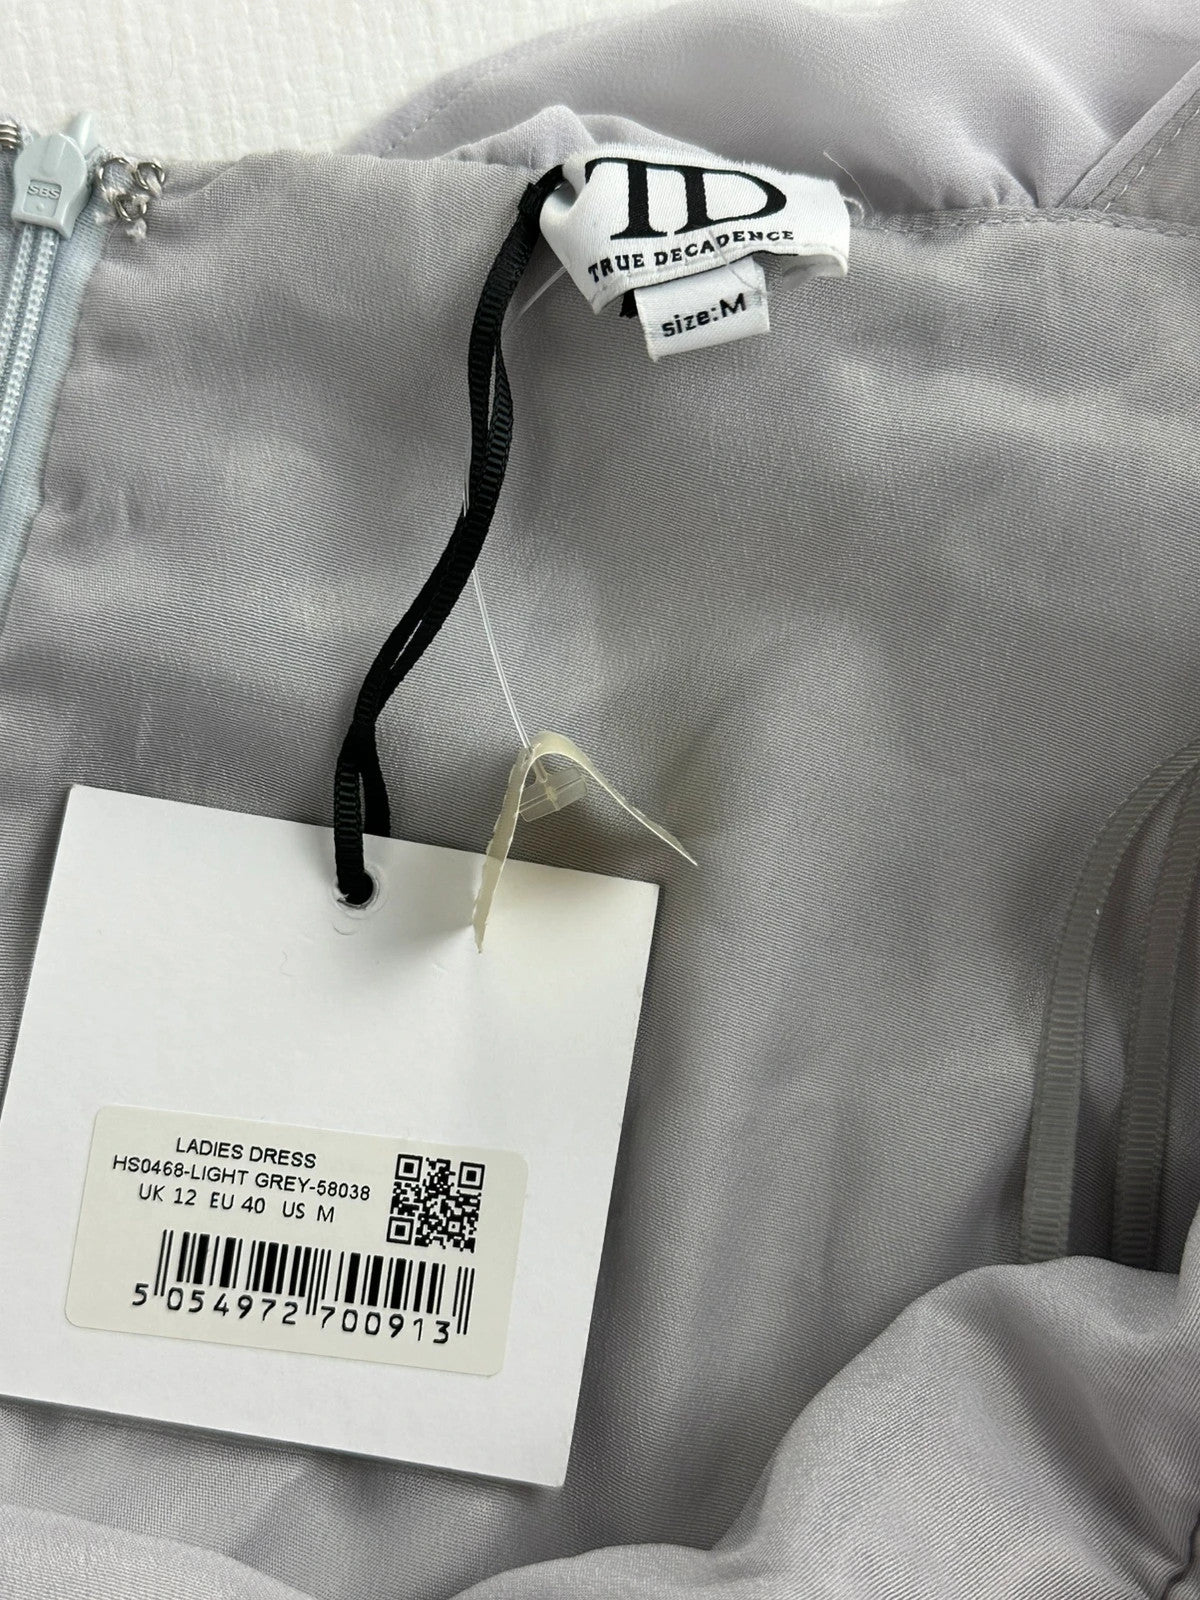 SBS
TD
TRUE DECADENCE
size:M
LADIES DRESS
HS0468-LIGHT GREY-58038
UK 12 EU 40 US M
5 054972 700913